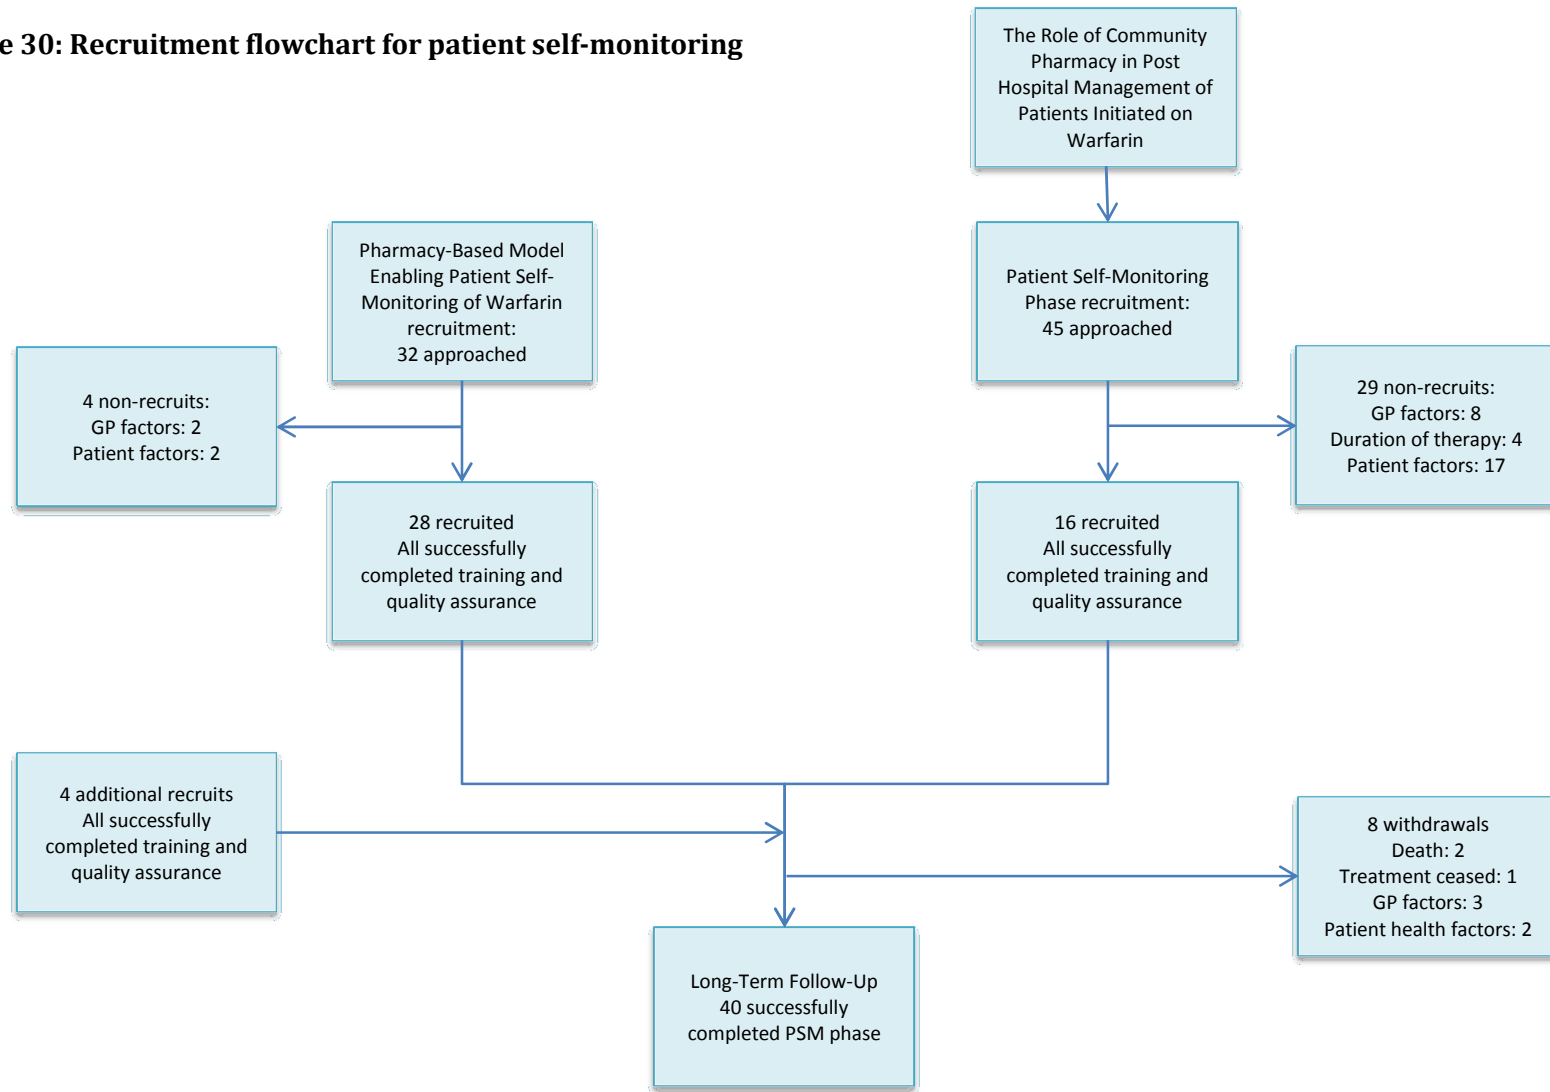 e 30: Recruitment flowchart for patient self-monitoring
The Role of Community
Pharmacy in Post
Hospital Management of
Patients Initiated on
Warfarin
Pharmacy-Based Model
Enabling Patient Self-
Monitoring of Warfarin
recruitment:
32 approached
Patient Self-Monitoring
Phase recruitment:
45 approached
4 non-recruits:
GP factors: 2
Patient factors: 2
29 non-recruits:
GP factors: 8
Duration of therapy: 4
Patient factors: 17
28 recruited
All successfully
completed training and
quality assurance
16 recruited
All successfully
completed training and
quality assurance
4 additional recruits
All successfully
completed training and
quality assurance
8 withdrawals
Death: 2
Treatment ceased: 1
GP factors: 3
Patient health factors: 2
Long-Term Follow-Up
40 successfully
completed PSM phase